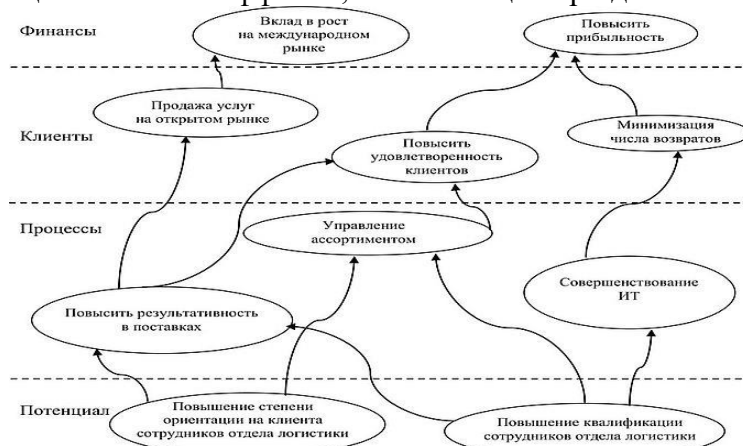 Финансы
Вклад в рост
на международном
рынке
Повысить
прибыльность
Клиенты
Продажа услуг
на открытом рынке
Повысить
удовлетворенность
клиентов
Минимизация
числа возвратов
Процессы
Управление
ассортиментом
Повысить результативность
в поставках
Совершенствование
ИТ
Потенциал
Повышение степени
ориентации на клиента
сотрудников отдела логистики
Повышение квалификации
сотрудников отдела логистики